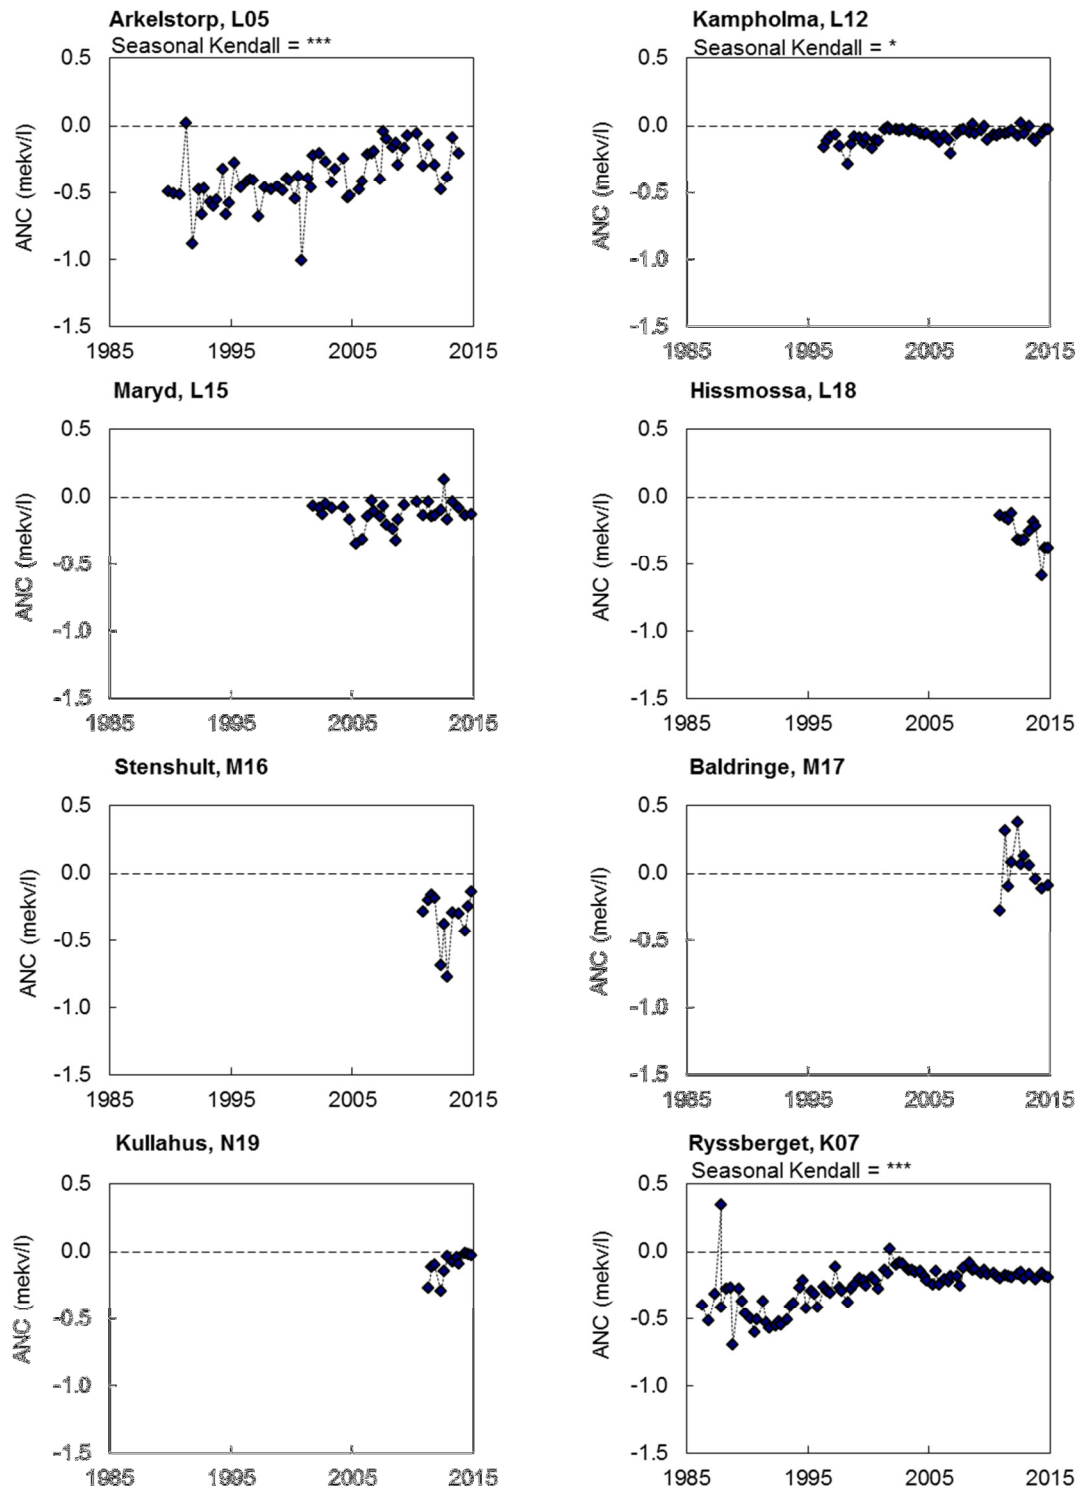 Arkelstorp, L05
Seasonal Kendall = ***
0.5
0.0
-0.5
-1.0
-1.5
ANC (mekv/l)
1985 1995 2005 2015
Kampholma, L12
Seasonal Kendall = *
0.5
0.0
-0.5
-1.0
-1.5
ANC (mekv/l)
1985 1995 2005 2015
Maryd, L15
0.5
0.0
-0.5
-1.0
-1.5
ANC (mekv/l)
1985 1995 2005 2015
Hissmossa, L18
0.5
0.0
-0.5
-1.0
-1.5
ANC (mekv/l)
1985 1995 2005 2015
Stenshult, M16
0.5
0.0
-0.5
-1.0
-1.5
ANC (mekv/l)
1985 1995 2005 2015
Baldringe, M17
0.5
0.0
-0.5
-1.0
-1.5
ANC (mekv/l)
1985 1995 2005 2015
Kullahus, N19
0.5
0.0
-0.5
-1.0
-1.5
ANC (mekv/l)
1985 1995 2005 2015
Ryssberget, K07
Seasonal Kendall = ***
0.5
0.0
-0.5
-1.0
-1.5
ANC (mekv/l)
1985 1995 2005 2015